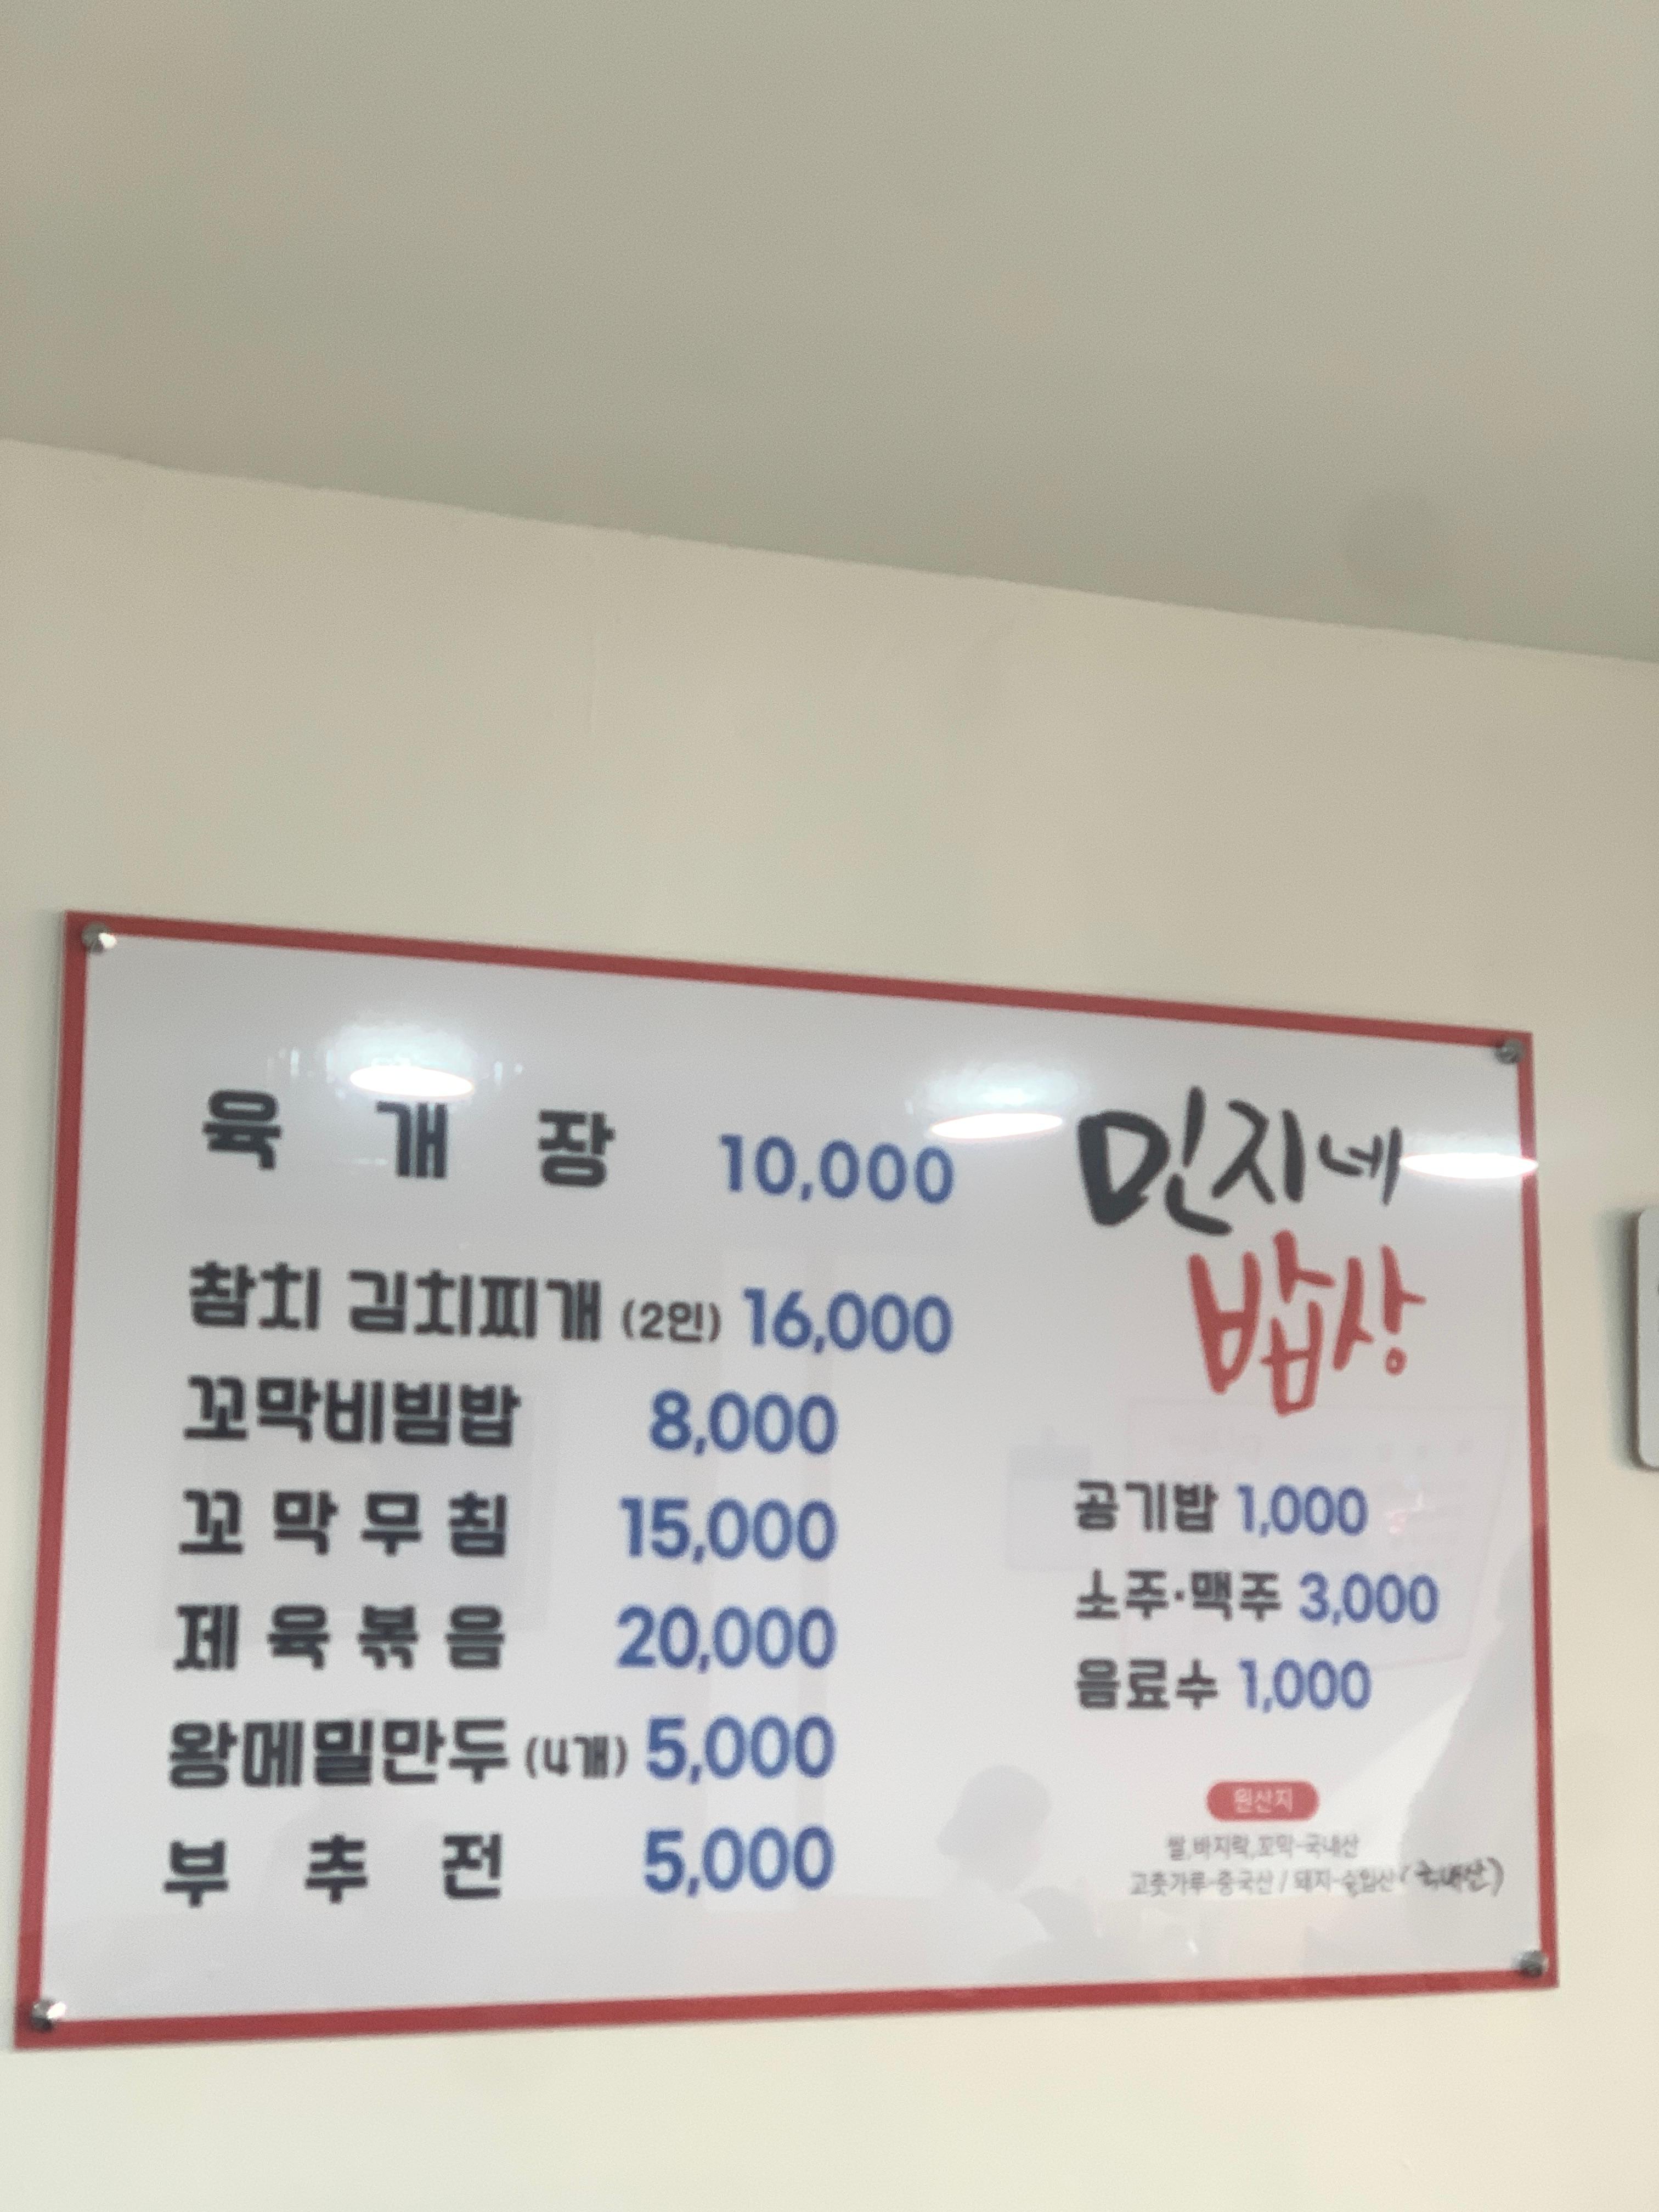 육 개 장 10,000
참치 김치찌개 (2인) 16,000
꼬막비빔밥 8,000
꼬 막 무 침 15,000
제 육 볶 음 20,000
왕메밀만두 (4개) 5,000
부 추 전 5,000
민지네
밥상
공기밥 1,000
소주·맥주 3,000
음료수 1,000
원산지
쌀,바지락,꼬막-국내산
고춧가루-중국산 / 돼지-수입산 (국내산)